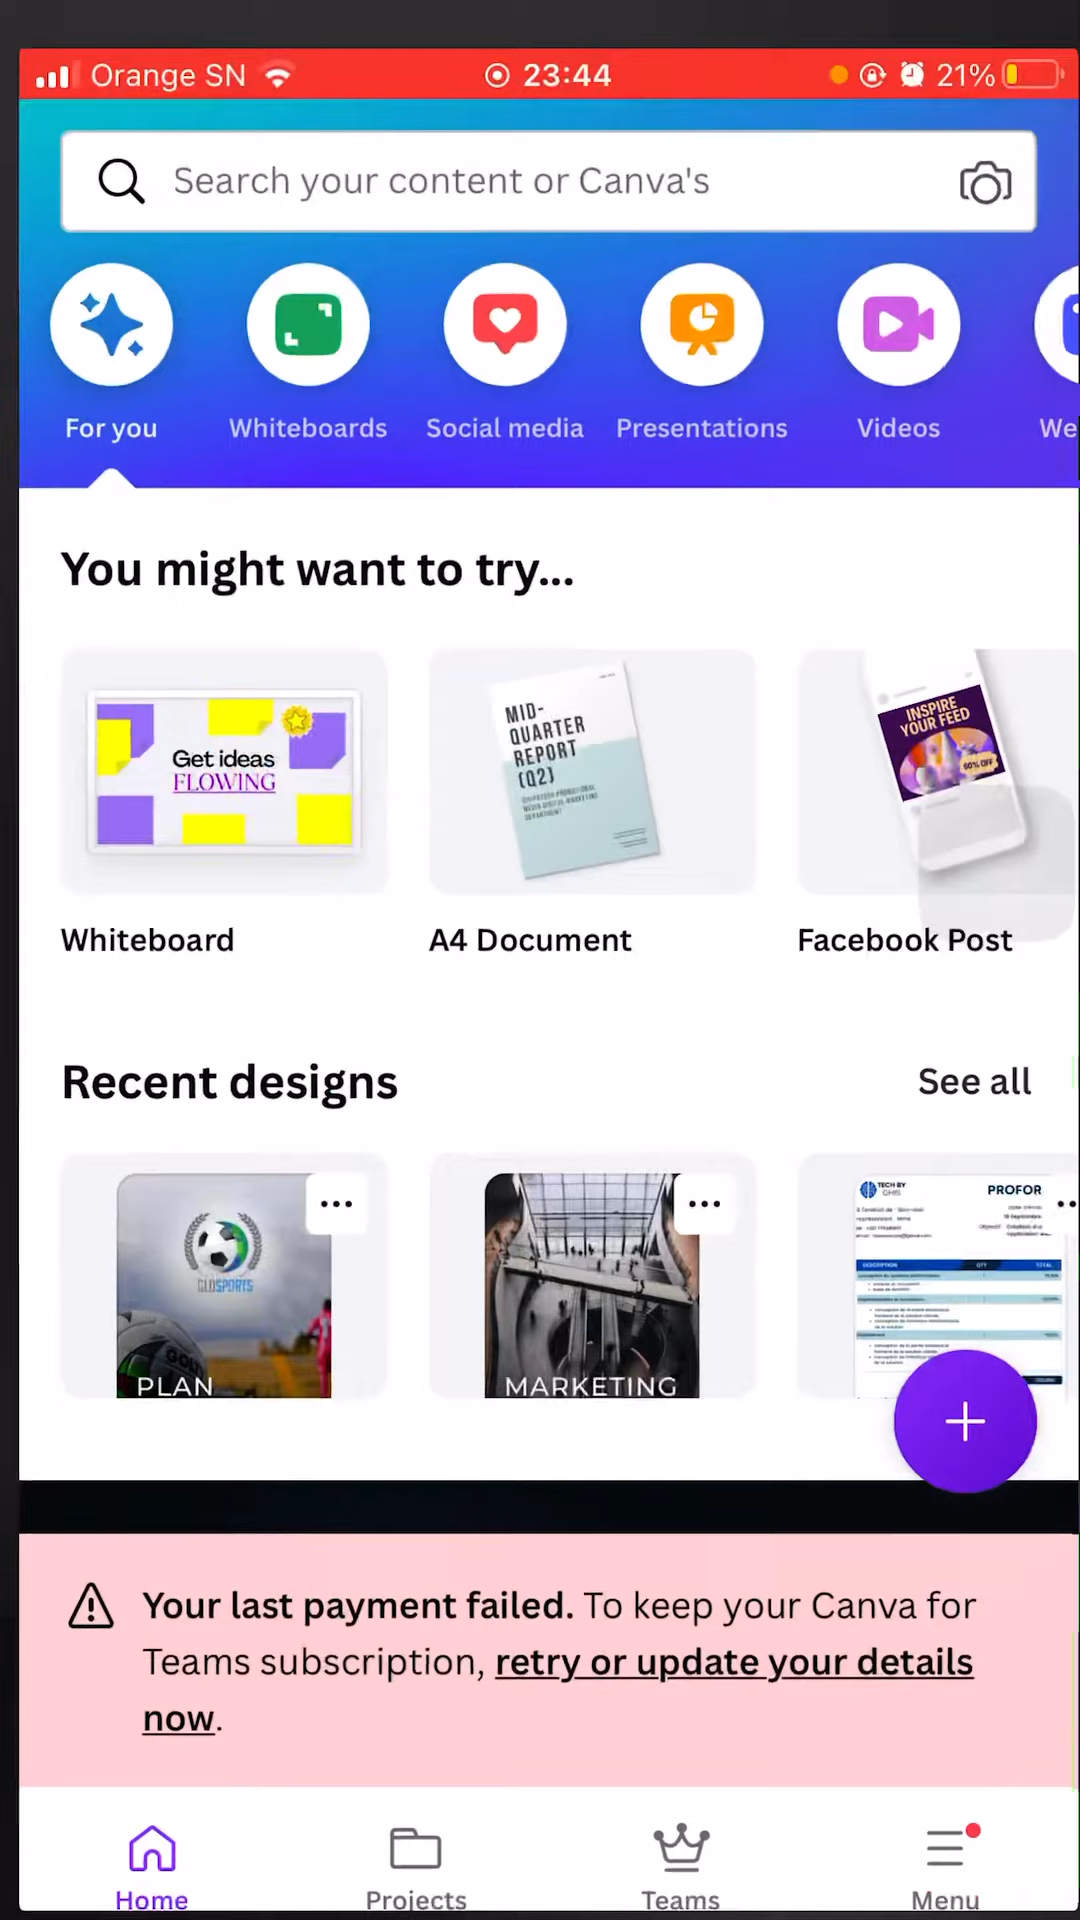 Orange SN 23:44 21%
Search your content or Canva's
For you Whiteboards Social media Presentations Videos We
You might want to try...
Get ideas
FLOWING
MID-
QUARTER
REPORT
(Q2)
INSPIRE
YOUR FEED
50% OFF
Whiteboard A4 Document Facebook Post
Recent designs See all
GLOSPORTS
PLAN
MARKETING
TECH BY
PROFOR
DESCRIPTION QTY TOTAL
Your last payment failed. To keep your Canva for
Teams subscription, retry or update your details
now.
Home Projects Teams Menu